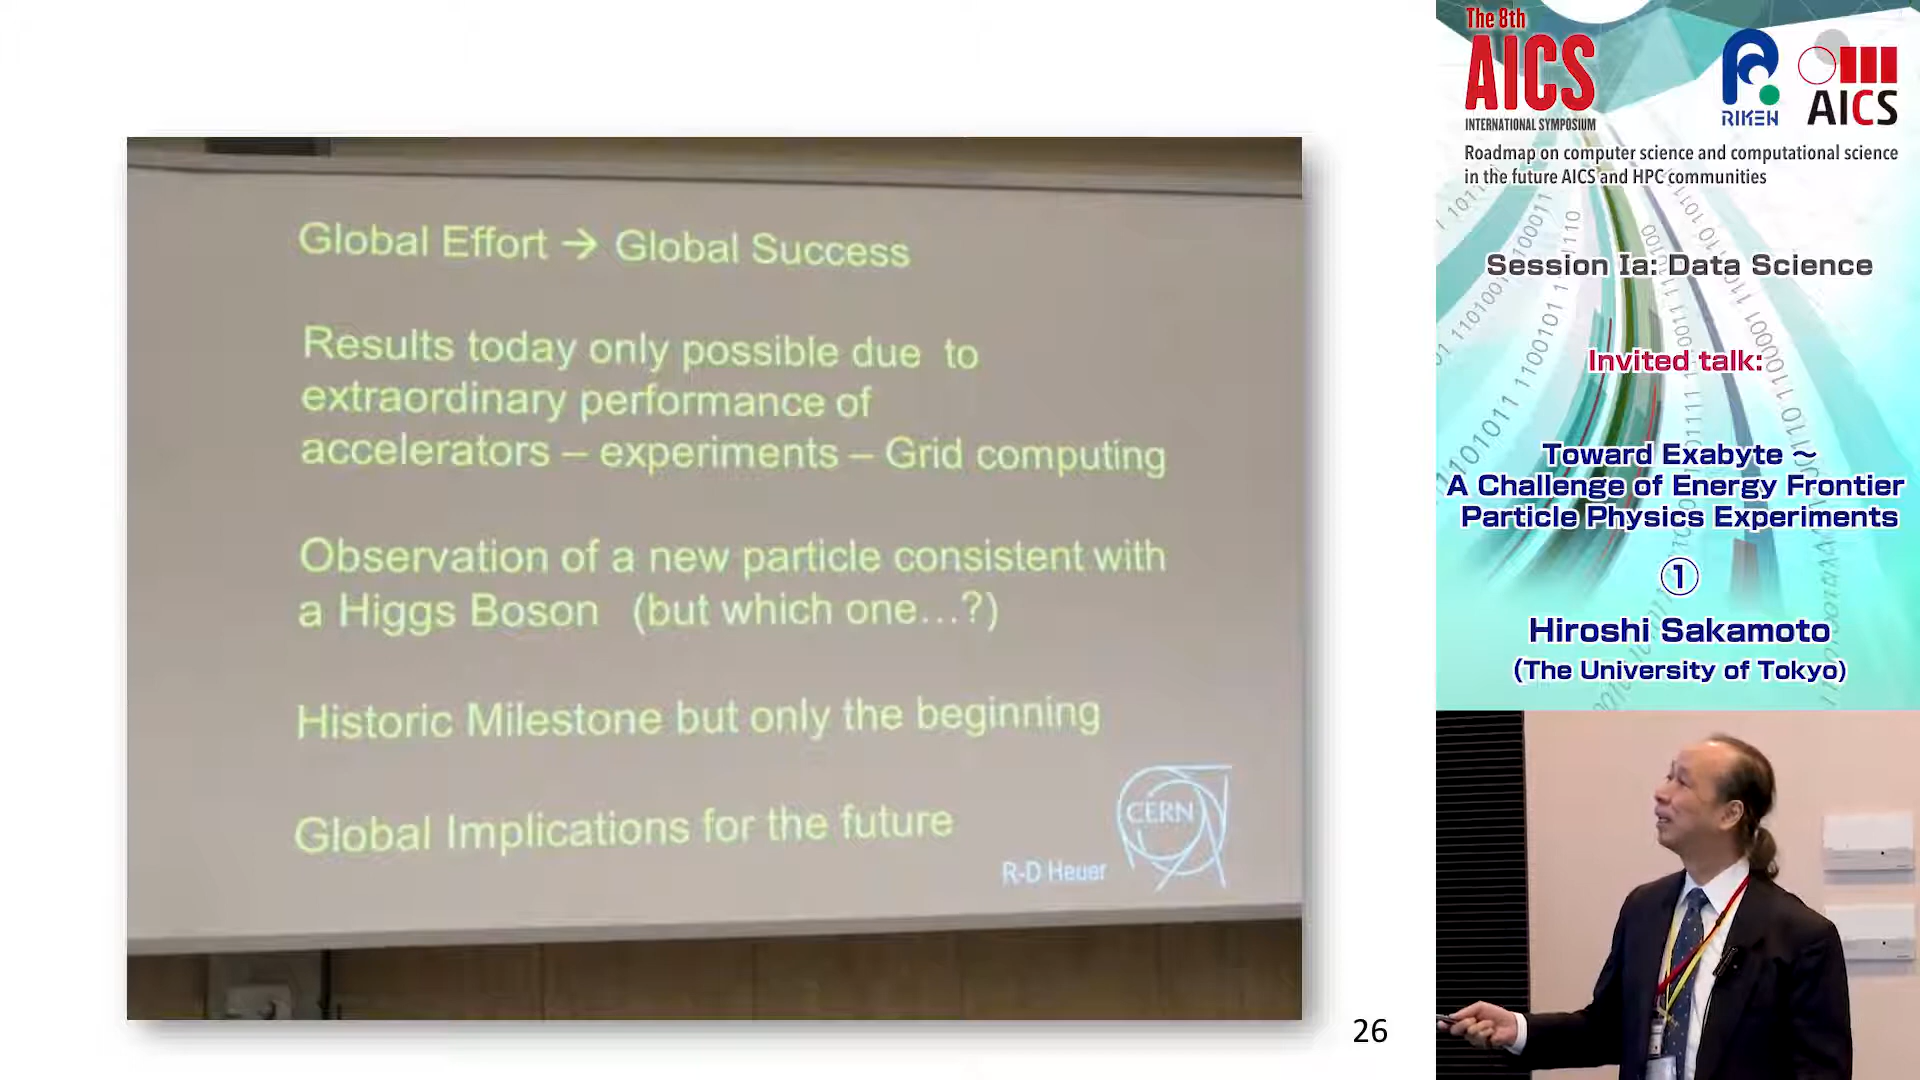 Global Effort → Global Success
Results today only possible due to
extraordinary performance of
accelerators – experiments – Grid computing
Observation of a new particle consistent with
a Higgs Boson (but which one…?)
Historic Milestone but only the beginning
Global Implications for the future
CERN
R-D Heuer
26
The 8th
AICS
INTERNATIONAL SYMPOSIUM
RIKEN
AICS
Roadmap on computer science and computational science
in the future AICS and HPC communities
Session Ia: Data Science
Invited talk:
Toward Exabyte ~
A Challenge of Energy Frontier
Particle Physics Experiments
①
Hiroshi Sakamoto
(The University of Tokyo)